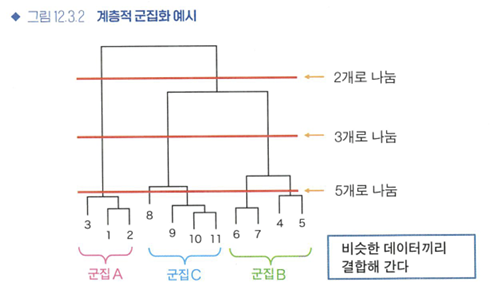 ◆ 그림 12.3.2 계층적 군집화 예시
2개로 나눔
3개로 나눔
5개로 나눔
3 1 2 8 9 10 11 6 7 4 5
군집A 군집C 군집B
비슷한 데이터끼리
결합해 간다